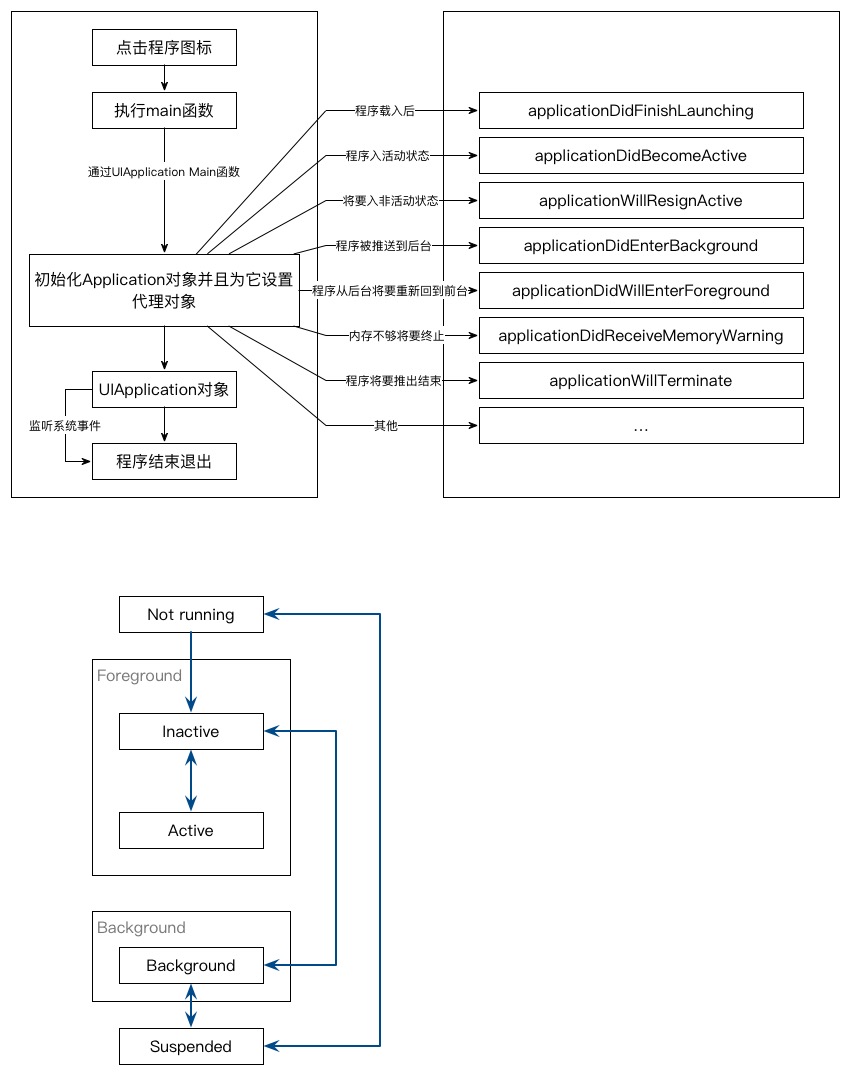 点击程序图标
执行main函数
通过UIApplication Main函数
初始化Application对象并且为它设置
代理对象
UIApplication对象
监听系统事件
程序结束退出
程序载入后
applicationDidFinishLaunching
程序入活动状态
applicationDidBecomeActive
将要入非活动状态
applicationWillResignActive
程序被推送到后台
applicationDidEnterBackground
程序从后台将要重新回到前台
applicationDidWillEnterForeground
内存不够将要终止
applicationDidReceiveMemoryWarning
程序将要推出结束
applicationWillTerminate
其他
...
Not running
Foreground
Inactive
Active
Background
Background
Suspended